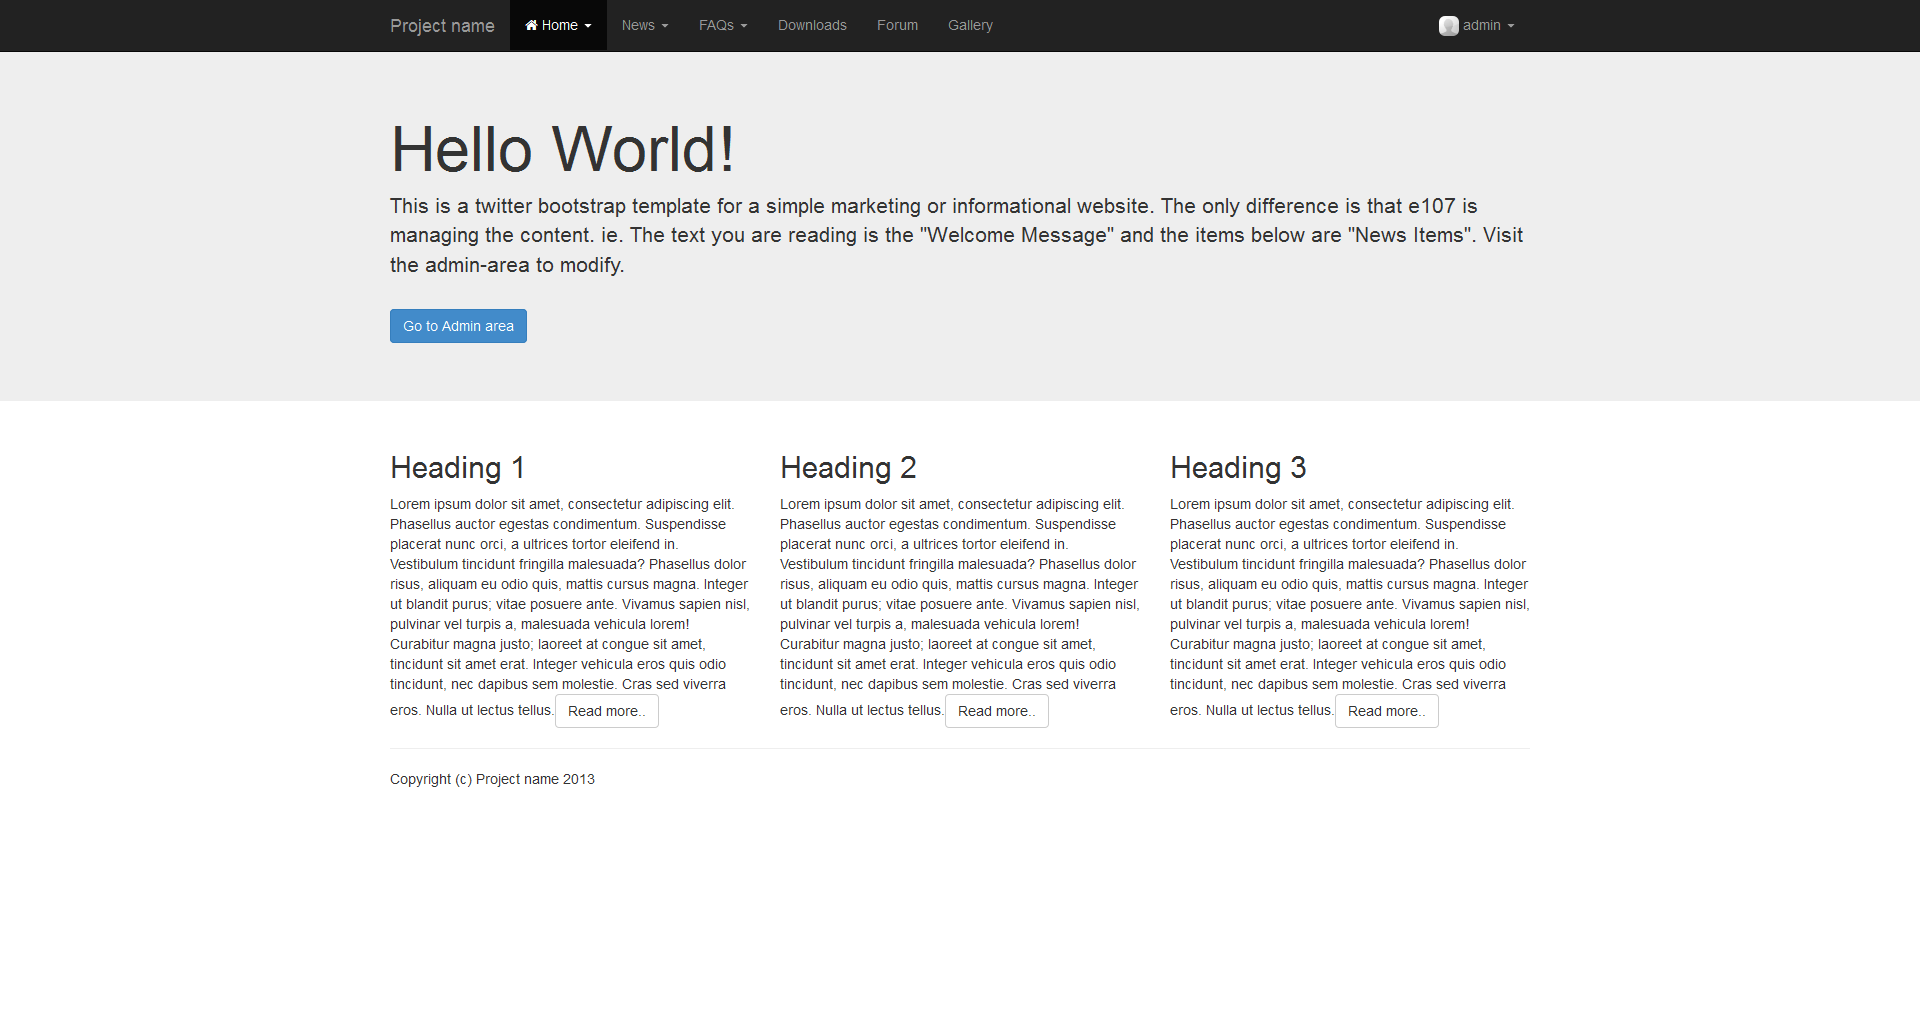 Project name Home News FAQs Downloads Forum Gallery admin
Hello World!
This is a twitter bootstrap template for a simple marketing or informational website. The only difference is that e107 is
managing the content. ie. The text you are reading is the "Welcome Message" and the items below are "News Items". Visit
the admin-area to modify.
Go to Admin area
Heading 1
Lorem ipsum dolor sit amet, consectetur adipiscing elit.
Phasellus auctor egestas condimentum. Suspendisse
placerat nunc orci, a ultrices tortor eleifend in.
Vestibulum tincidunt fringilla malesuada? Phasellus dolor
risus, aliquam eu odio quis, mattis cursus magna. Integer
ut blandit purus; vitae posuere ante. Vivamus sapien nisl,
pulvinar vel turpis a, malesuada vehicula lorem!
Curabitur magna justo; laoreet at congue sit amet,
tincidunt sit amet erat. Integer vehicula eros quis odio
tincidunt, nec dapibus sem molestie. Cras sed viverra
eros. Nulla ut lectus tellus. Read more..
Heading 2
Lorem ipsum dolor sit amet, consectetur adipiscing elit.
Phasellus auctor egestas condimentum. Suspendisse
placerat nunc orci, a ultrices tortor eleifend in.
Vestibulum tincidunt fringilla malesuada? Phasellus dolor
risus, aliquam eu odio quis, mattis cursus magna. Integer
ut blandit purus; vitae posuere ante. Vivamus sapien nisl,
pulvinar vel turpis a, malesuada vehicula lorem!
Curabitur magna justo; laoreet at congue sit amet,
tincidunt sit amet erat. Integer vehicula eros quis odio
tincidunt, nec dapibus sem molestie. Cras sed viverra
eros. Nulla ut lectus tellus. Read more..
Heading 3
Lorem ipsum dolor sit amet, consectetur adipiscing elit.
Phasellus auctor egestas condimentum. Suspendisse
placerat nunc orci, a ultrices tortor eleifend in.
Vestibulum tincidunt fringilla malesuada? Phasellus dolor
risus, aliquam eu odio quis, mattis cursus magna. Integer
ut blandit purus; vitae posuere ante. Vivamus sapien nisl,
pulvinar vel turpis a, malesuada vehicula lorem!
Curabitur magna justo; laoreet at congue sit amet,
tincidunt sit amet erat. Integer vehicula eros quis odio
tincidunt, nec dapibus sem molestie. Cras sed viverra
eros. Nulla ut lectus tellus. Read more..
Copyright (c) Project name 2013